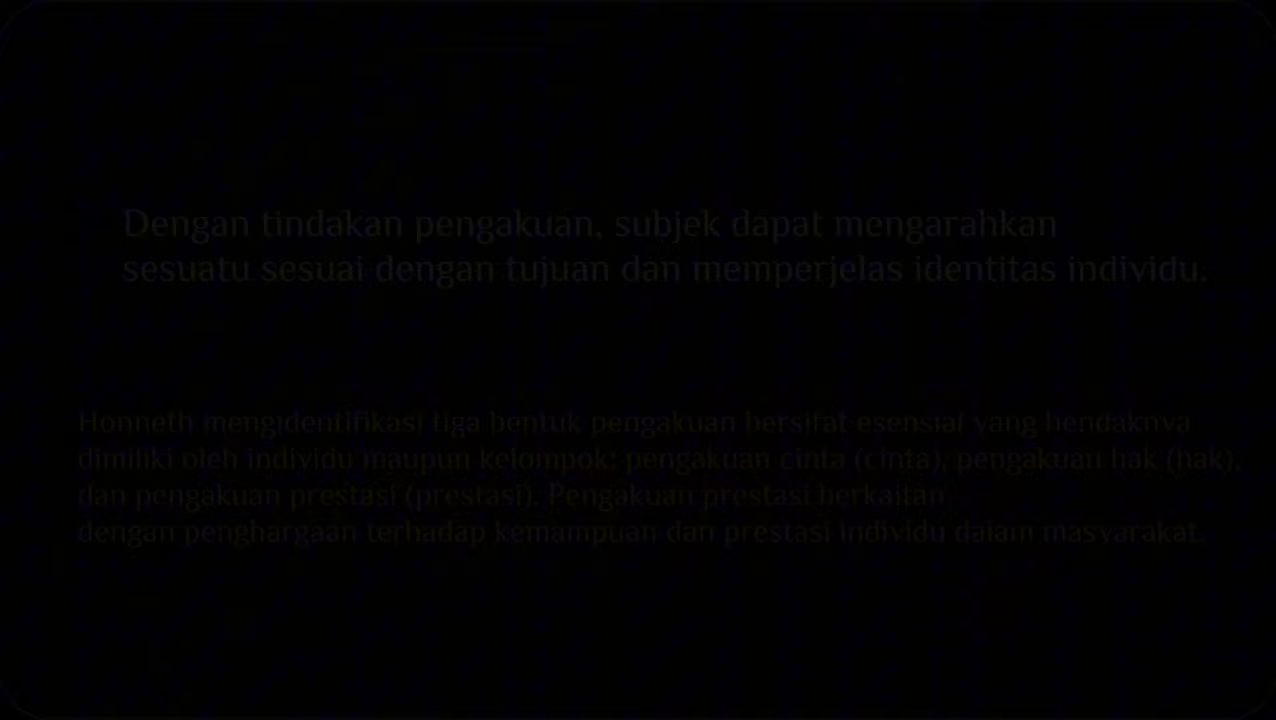 Dengan tindakan pengakuan, subjek dapat mengarahkan
sesuatu sesuai dengan tujuan dan memperjelas identitas individu.
Honneth mengidentifikasi tiga bentuk pengakuan bersifat esensial yang hendaknya
dimiliki oleh individu maupun kelompok: pengakuan cinta (cinta), pengakuan hak (hak),
dan pengakuan prestasi (prestasi). Pengakuan prestasi berkaitan
dengan penghargaan terhadap kemampuan dan prestasi individu dalam masyarakat.